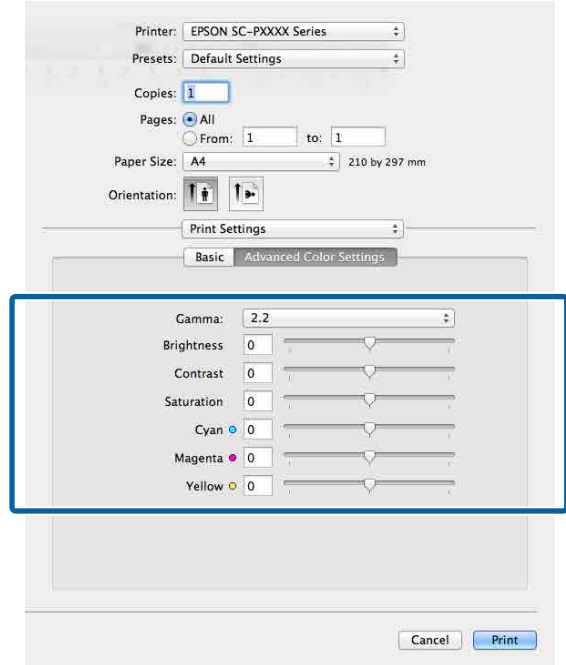 Printer: EPSON SC-PXXXX Series
Presets: Default Settings
Copies: 1
Pages: All
From: 1 to: 1
Paper Size: A4 210 by 297 mm
Orientation:
Print Settings
Basic Advanced Color Settings
Gamma: 2.2
Brightness 0
Contrast 0
Saturation 0
Cyan 0
Magenta 0
Yellow 0
Cancel Print